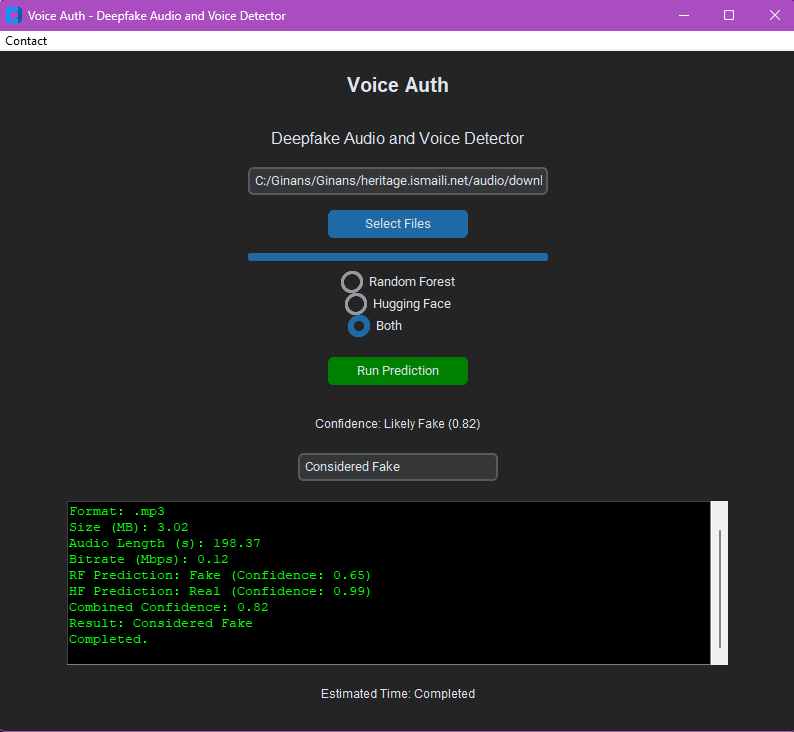 Voice Auth - Deepfake Audio and Voice Detector
Contact
Voice Auth
Deepfake Audio and Voice Detector
C:/Ginans/Ginans/heritage.ismaili.net/audio/downl
Select Files
Random Forest
Hugging Face
Both
Run Prediction
Confidence: Likely Fake (0.82)
Considered Fake
Format: .mp3
Size (MB): 3.02
Audio Length (s): 198.37
Bitrate (Mbps): 0.12
RF Prediction: Fake (Confidence: 0.65)
HF Prediction: Real (Confidence: 0.99)
Combined Confidence: 0.82
Result: Considered Fake
Completed.
Estimated Time: Completed